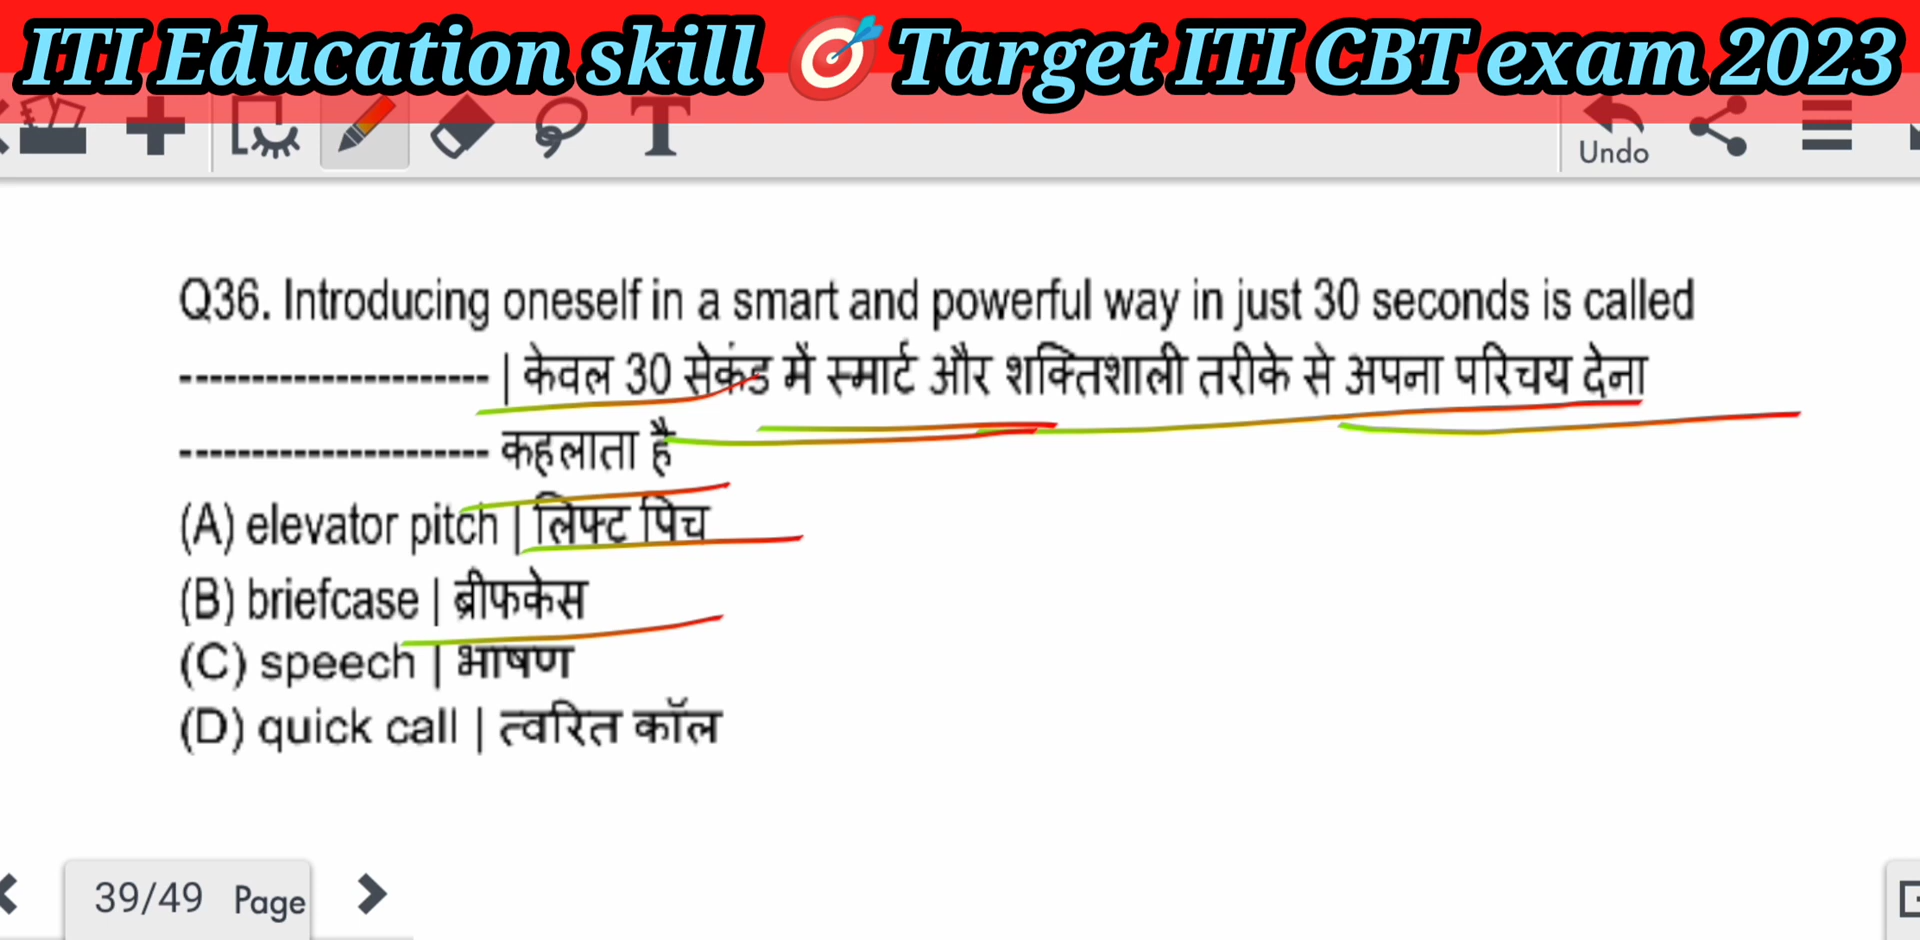 ITI Education skill 🎯 Target ITI CBT exam 2023
Undo
Q36. Introducing oneself in a smart and powerful way in just 30 seconds is called
---------------------- | केवल 30 सेकंड में स्मार्ट और शक्तिशाली तरीके से अपना परिचय देना
---------------------- कहलाता है
(A) elevator pitch | लिफ्ट पिच
(B) briefcase | ब्रीफकेस
(C) speech | भाषण
(D) quick call | त्वरित कॉल
39/49 Page